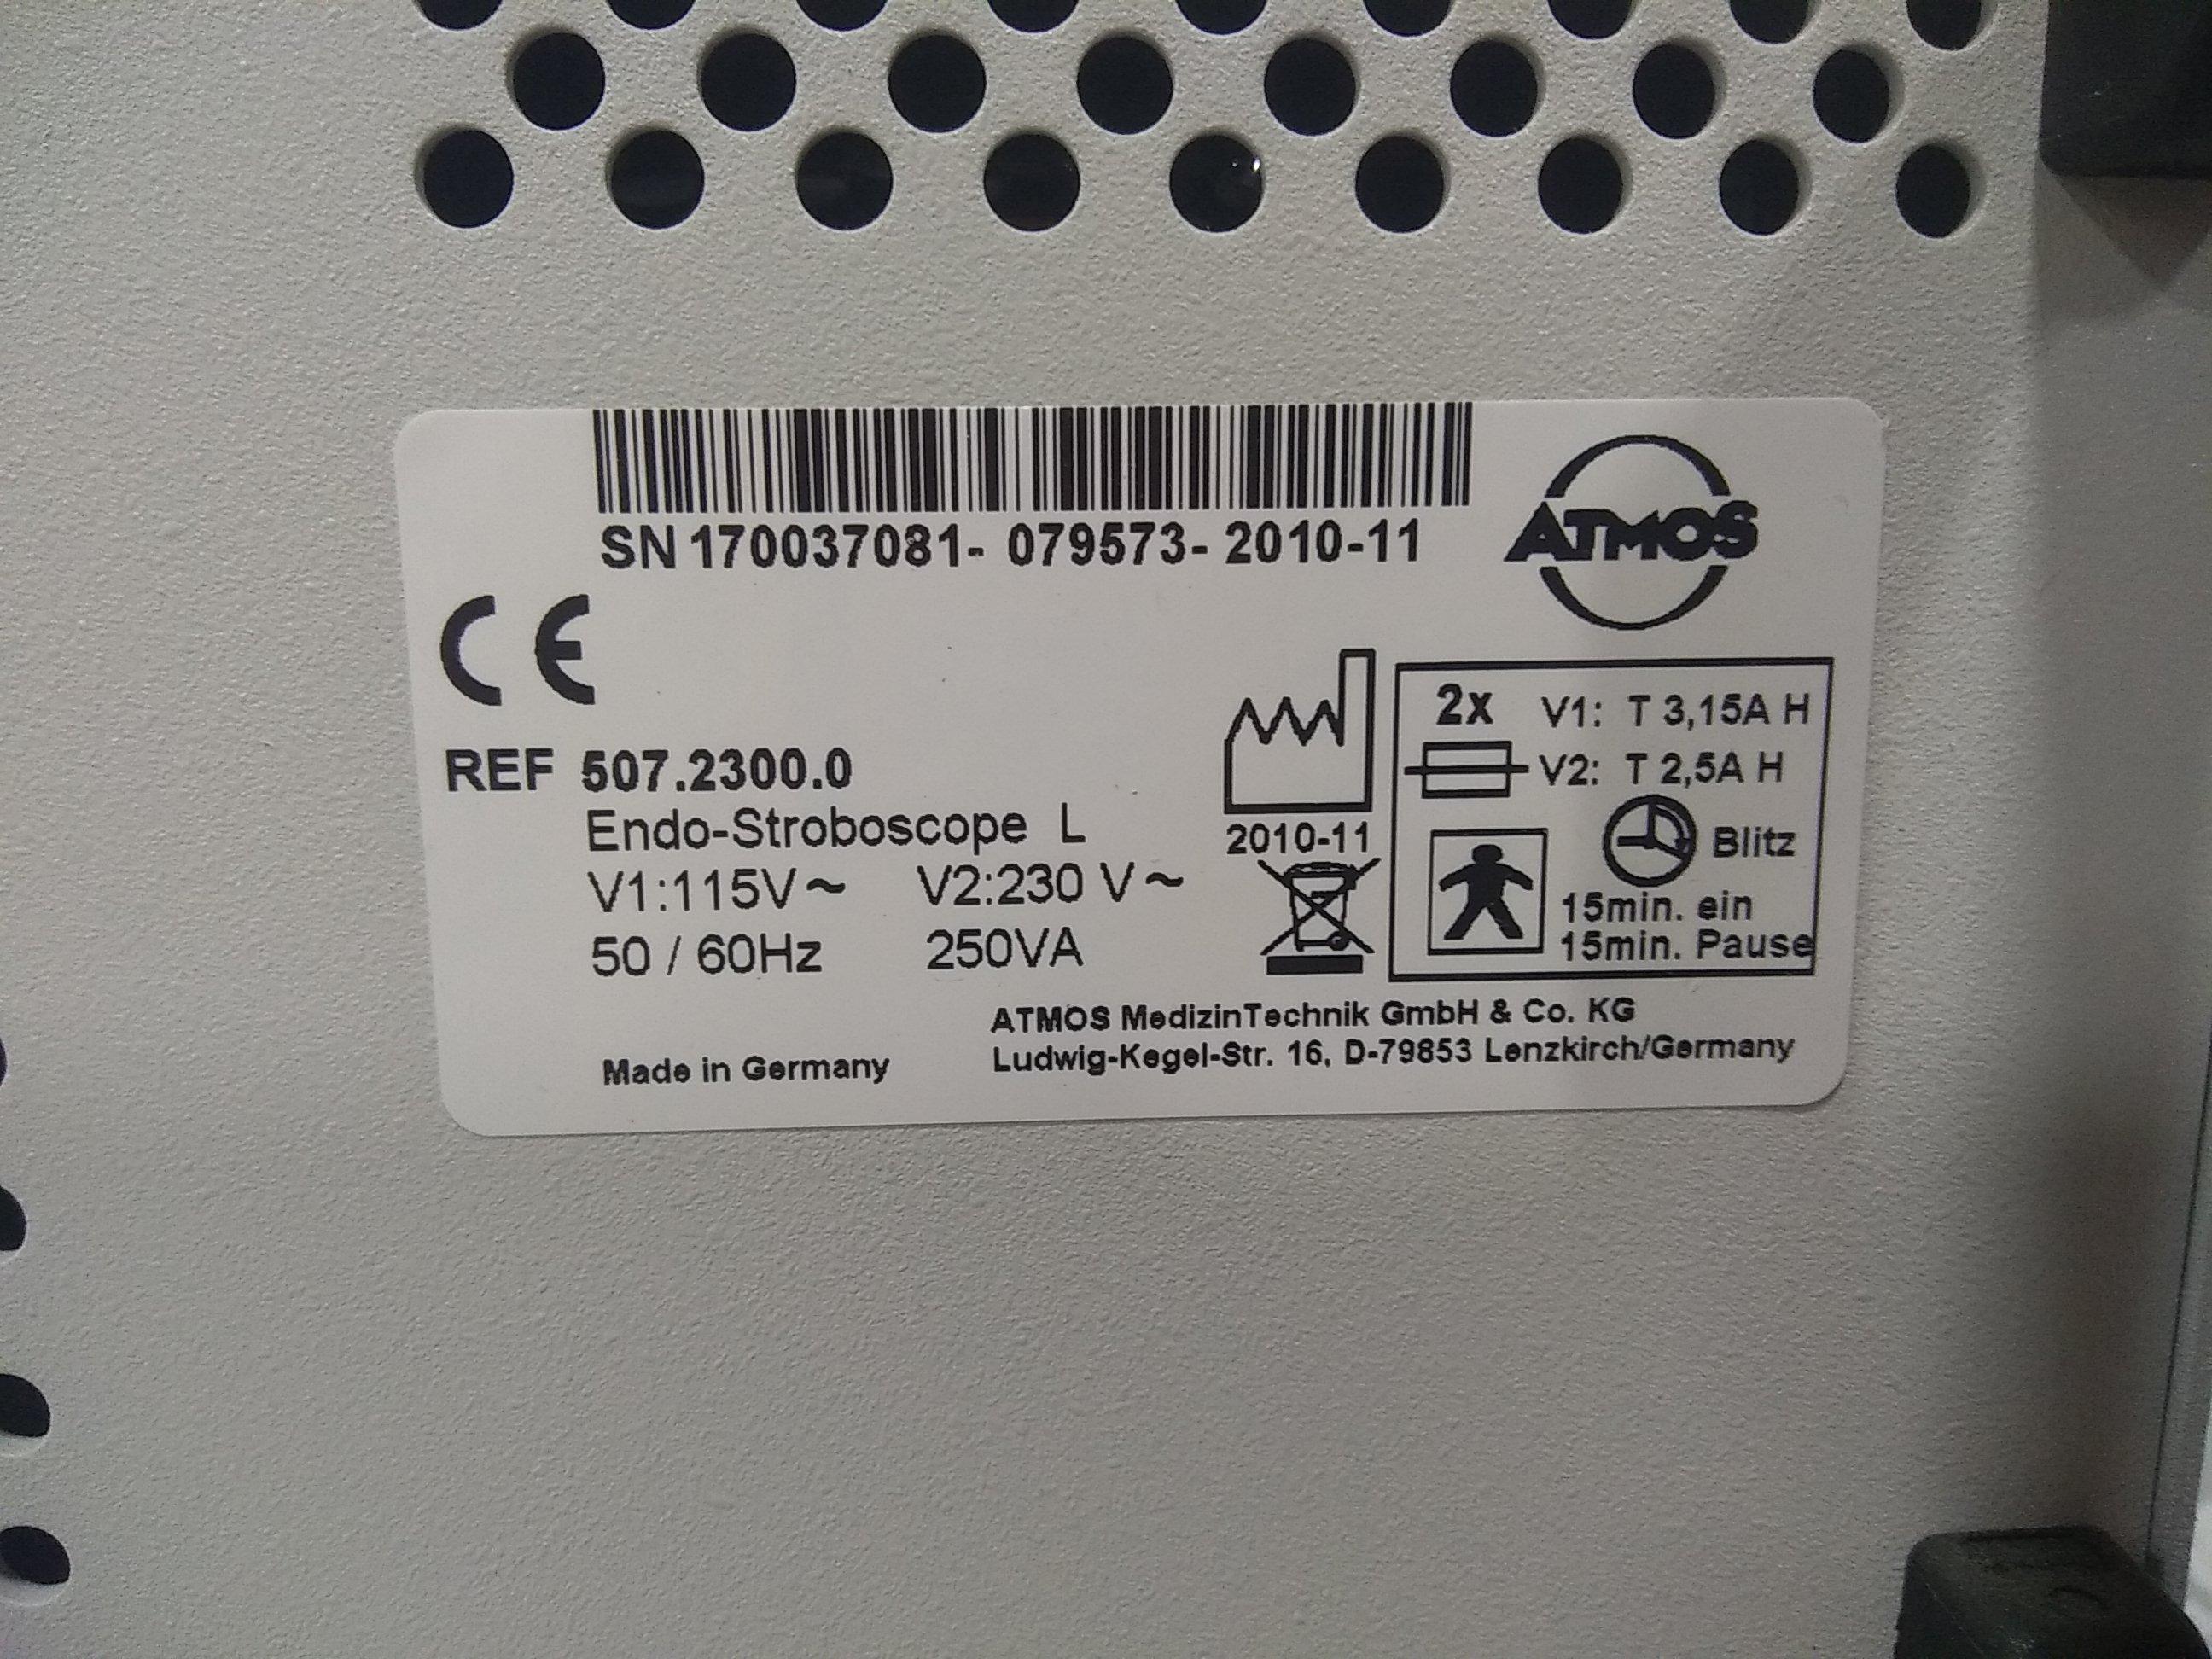 SN 170037081- 079573- 2010-11
ATMOS
CE
REF 507.2300.0
Endo-Stroboscope L
V1:115V~ V2:230 V~
50 / 60Hz 250VA
2010-11
2x V1: T 3,15A H
V2: T 2,5A H
Blitz
15min. ein
15min. Pause
Made in Germany
ATMOS MedizinTechnik GmbH & Co. KG
Ludwig-Kegel-Str. 16, D-79853 Lenzkirch/Germany